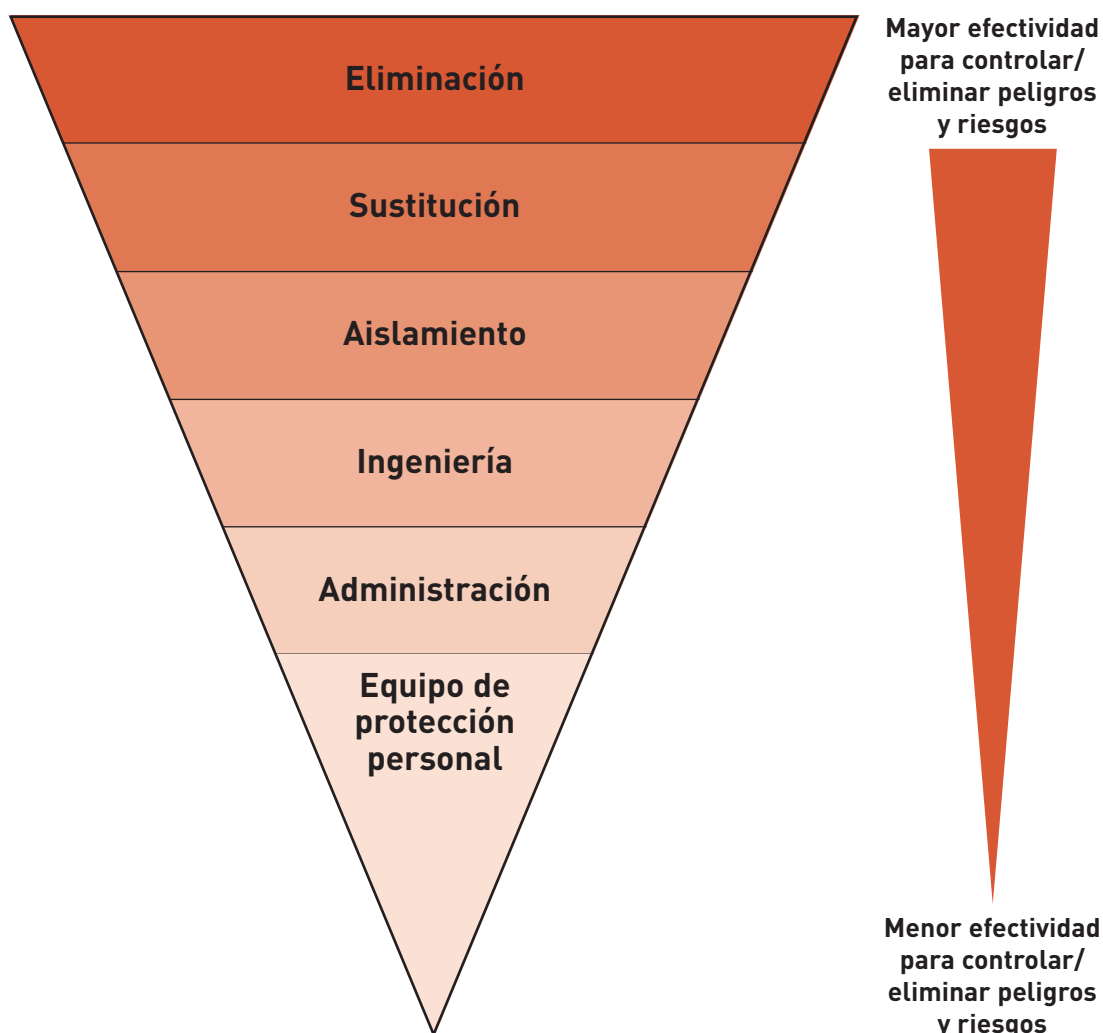 Eliminación
Sustitución
Aislamiento
Ingeniería
Administración
Equipo de
protección
personal
Mayor efectividad
para controlar/
eliminar peligros
y riesgos
Menor efectividad
para controlar/
eliminar peligros
y riesgos